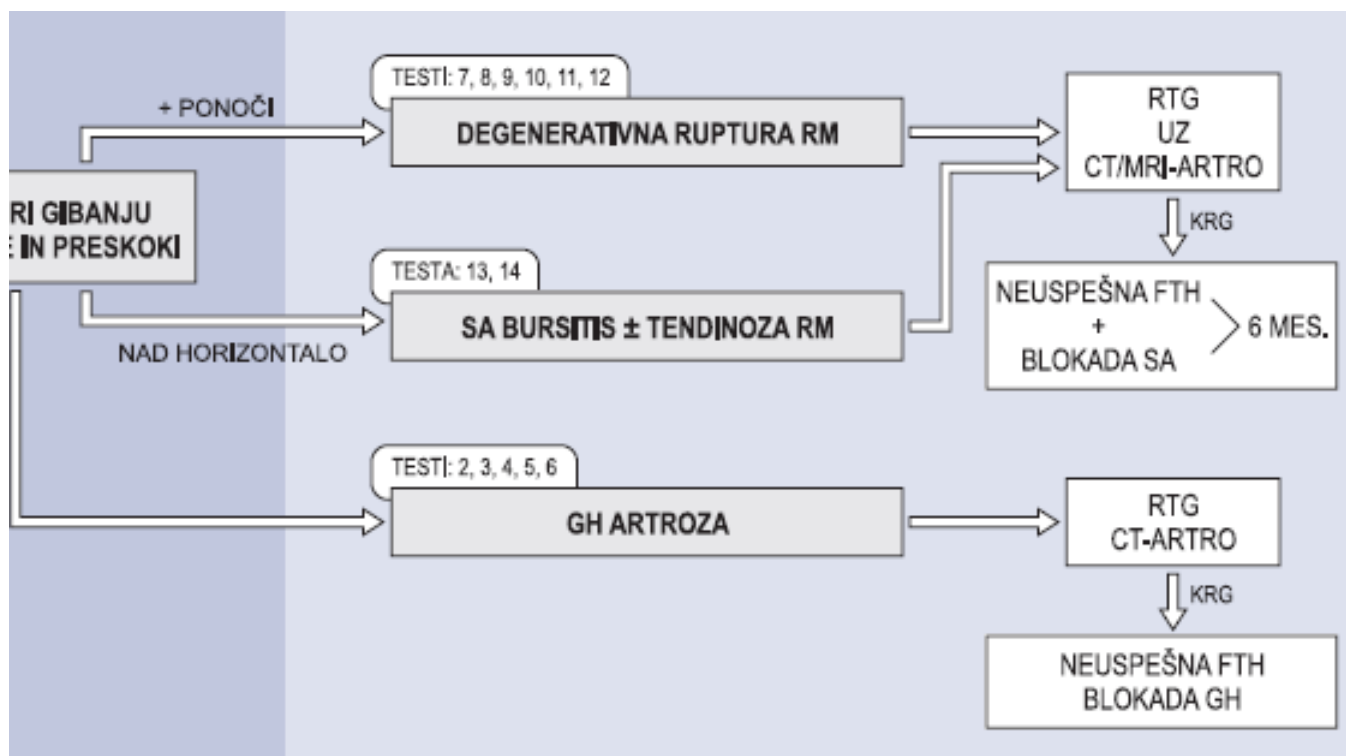 + PONOČI
TESTI: 7, 8, 9, 10, 11, 12
DEGENERATIVNA RUPTURA RM
RTG
UZ
CT/MRI-ARTRO
RI GIBANJU
E IN PRESKOKI
KRG
TESTA: 13, 14
SA BURSITIS ± TENDINOZA RM
NAD HORIZONTALO
NEUSPEŠNA FTH
+
BLOKADA SA
6 MES.
TESTI: 2, 3, 4, 5, 6
GH ARTROZA
RTG
CT-ARTRO
KRG
NEUSPEŠNA FTH
BLOKADA GH